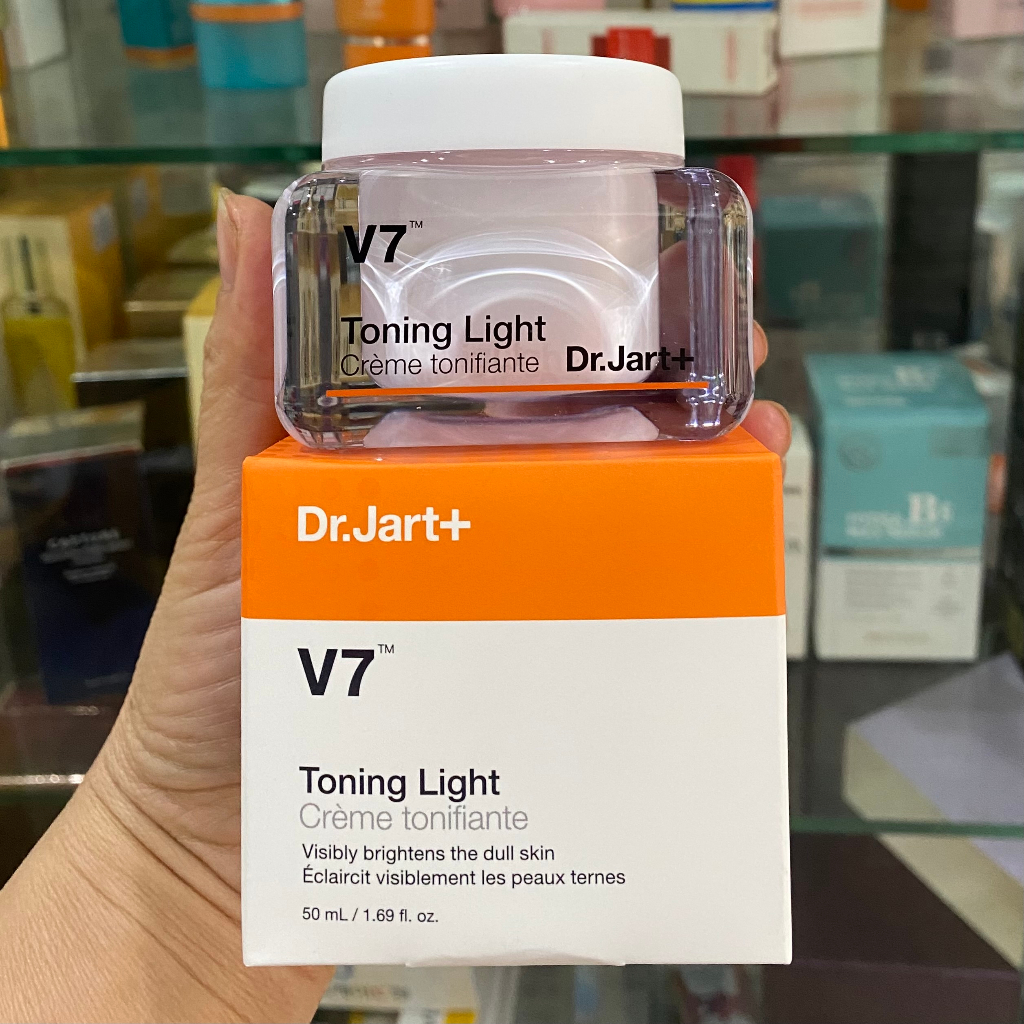 V7™
Toning Light
Crème tonifiante Dr.Jart+
Dr.Jart+
V7™
Toning Light
Crème tonifiante
Visibly brightens the dull skin
Éclaircit visiblement les peaux ternes
50 mL / 1.69 fl. oz.